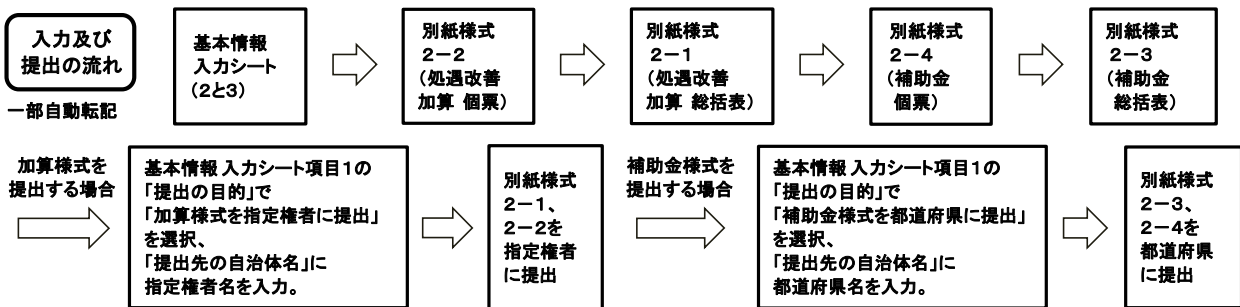 入力及び
提出の流れ
一部自動転記
基本情報
入力シート
（2と3）
別紙様式
2－2
（処遇改善
加算 個票）
別紙様式
2－1
（処遇改善
加算 総括表）
別紙様式
2－4
（補助金
個票）
別紙様式
2－3
（補助金
総括表）
加算様式を
提出する場合
基本情報 入力シート項目1の
「提出の目的」で
「加算様式を指定権者に提出」
を選択、
「提出先の自治体名」に
指定権者名を入力。
別紙様式
2－1、
2－2を
指定権者
に提出
補助金様式を
提出する場合
基本情報 入力シート項目1の
「提出の目的」で
「補助金様式を都道府県に提出」
を選択、
「提出先の自治体名」に
都道府県名を入力。
別紙様式
2－3、
2－4を
都道府県
に提出